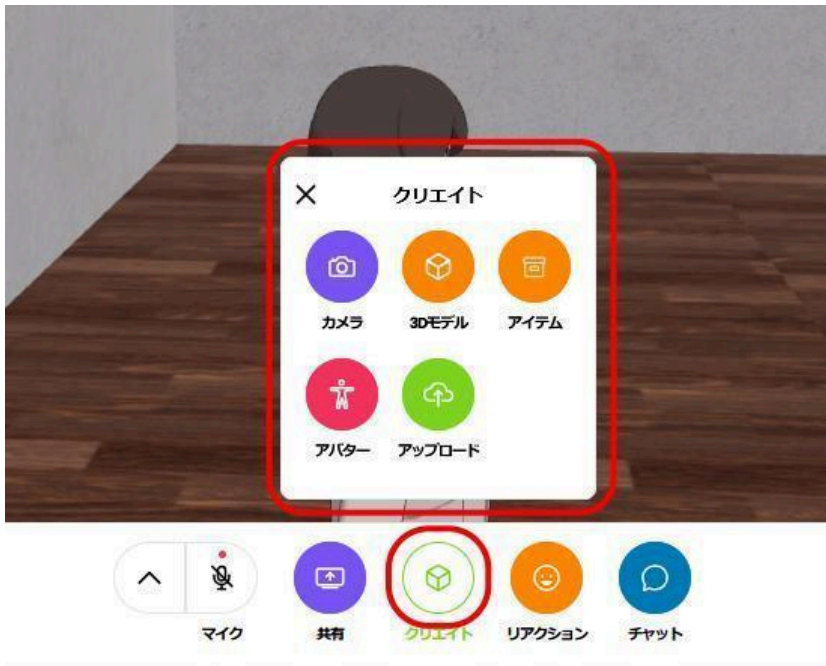 クリエイト
カメラ
3Dモデル
アイテム
アバター
アップロード
マイク
共有
クリエイト
リアクション
チャット